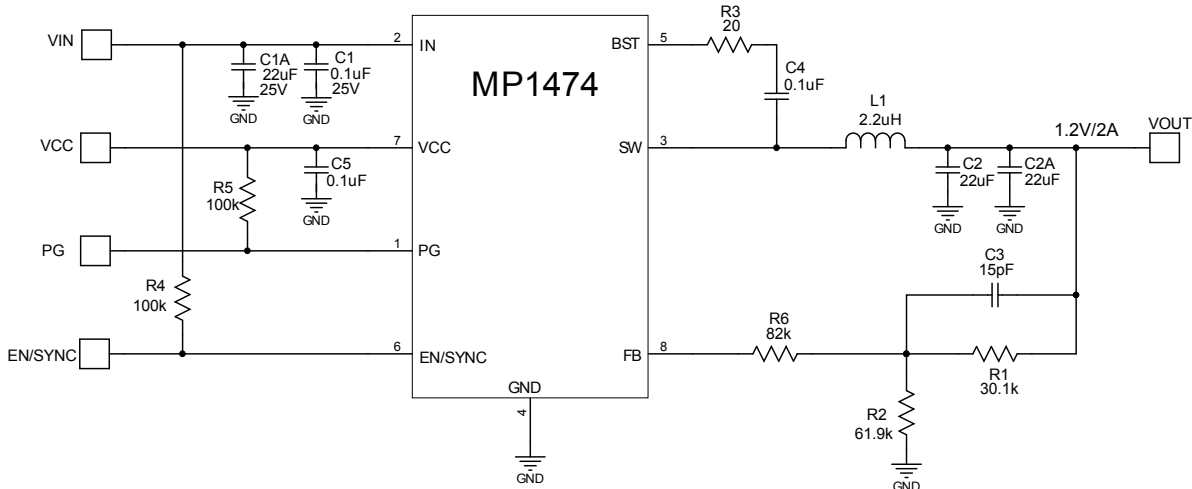 VIN
2
IN
C1A
22uF
25V
GND
C1
0.1uF
25V
GND
MP1474
BST
5
R3
20
C4
0.1uF
VCC
7
VCC
C5
0.1uF
GND
R5
100k
SW
3
L1
2.2uH
1.2V/2A
VOUT
C2
22uF
GND
C2A
22uF
GND
PG
1
PG
R4
100k
C3
15pF
EN/SYNC
6
EN/SYNC
FB
8
R6
82k
R1
30.1k
R2
61.9k
GND
GND
4
GND